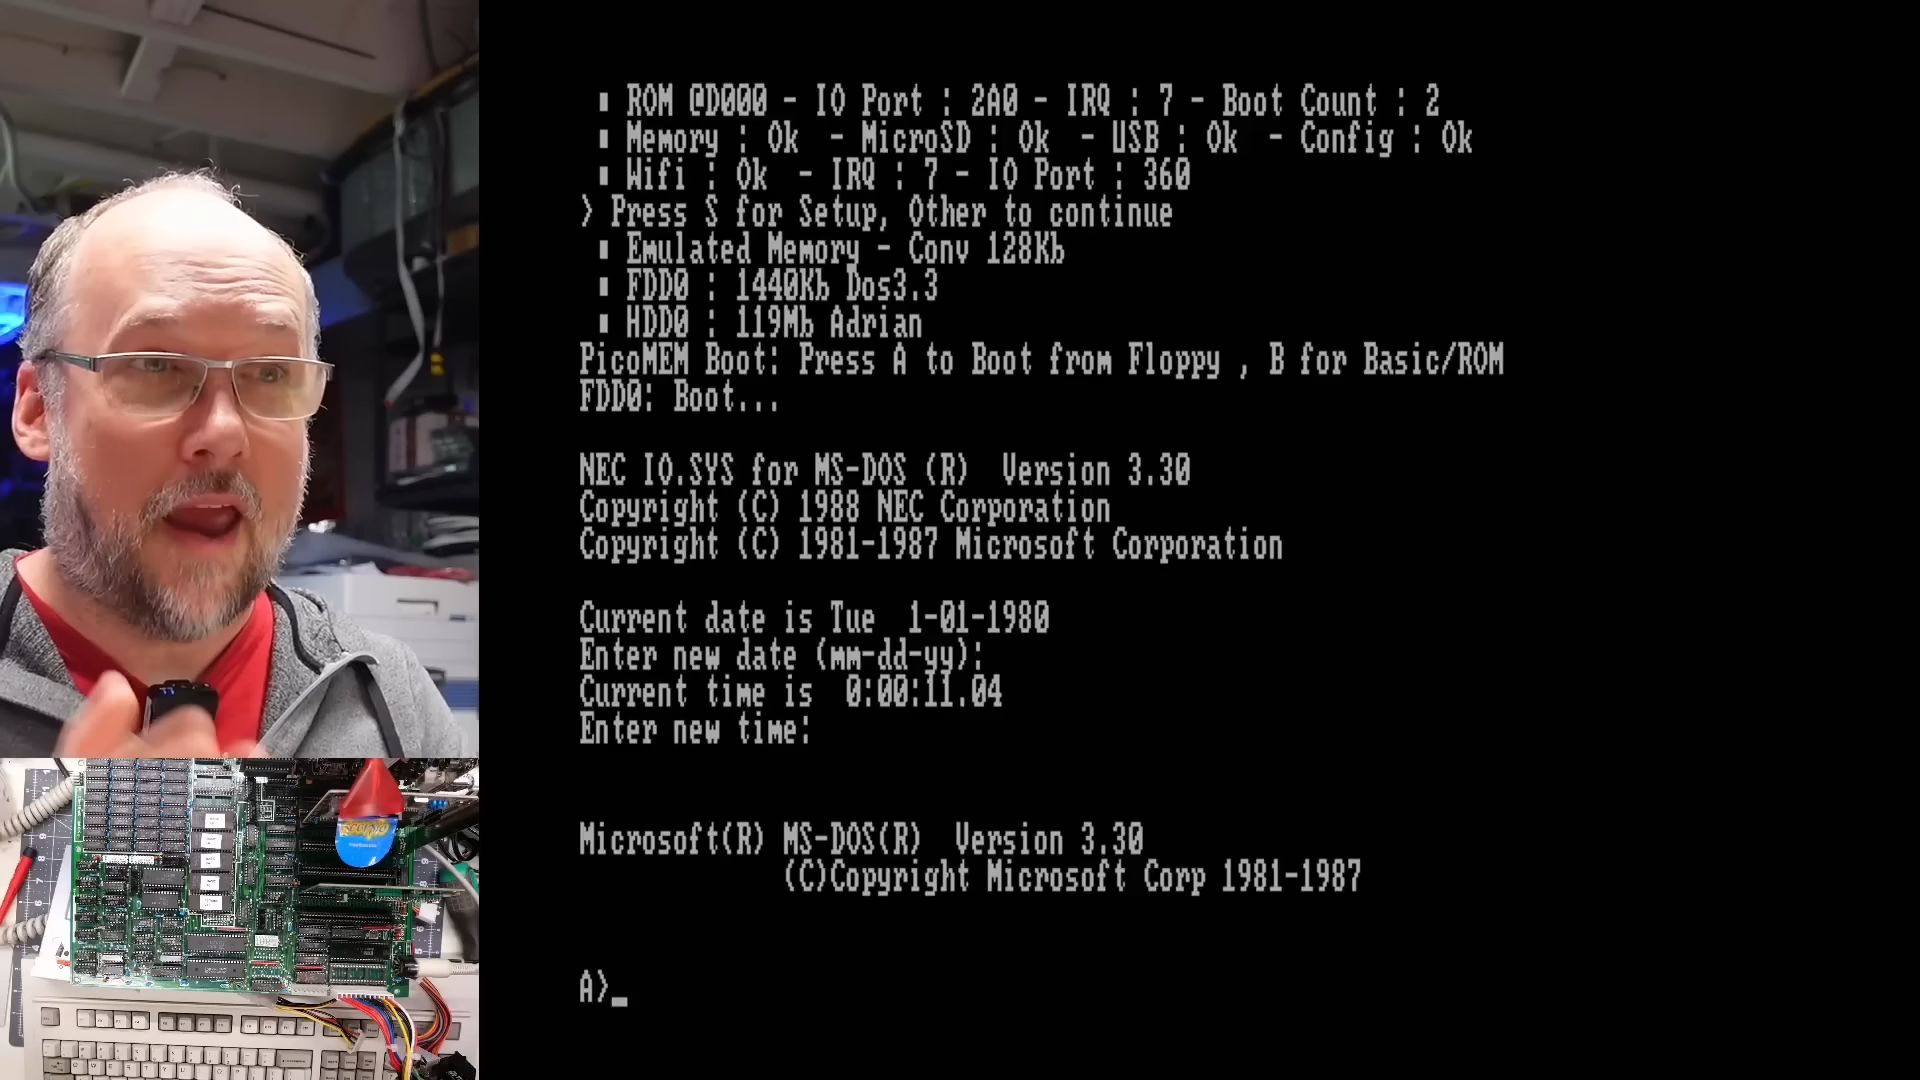 ROM @D000 - IO Port : 2A0 - IRQ : 7 - Boot Count : 2
Memory : Ok - MicroSD : Ok - USB : Ok - Config : Ok
Wifi : Ok - IRQ : 7 - IO Port : 360
> Press S for Setup, Other to continue
Emulated Memory - Conv 128Kb
FDD0 : 1440Kb Dos3.3
HDD0 : 119Mb Adrian
PicoMEM Boot: Press A to Boot from Floppy , B for Basic/ROM
FDD0: Boot...
NEC IO.SYS for MS-DOS (R) Version 3.30
Copyright (C) 1988 NEC Corporation
Copyright (C) 1981-1987 Microsoft Corporation
Current date is Tue 1-01-1980
Enter new date (mm-dd-yy):
Current time is 0:00:11.04
Enter new time:
Microsoft(R) MS-DOS(R) Version 3.30
(C)Copyright Microsoft Corp 1981-1987
A>_